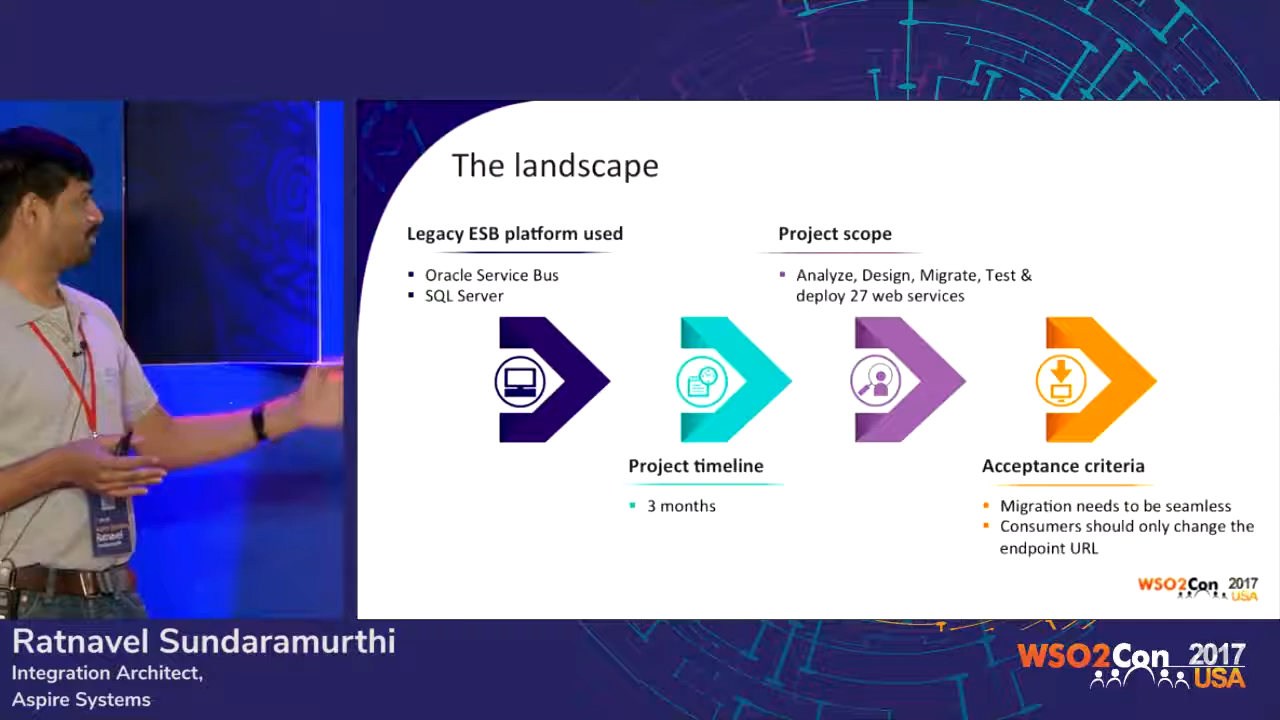 The landscape
Legacy ESB platform used
▪ Oracle Service Bus
▪ SQL Server
Project scope
▪ Analyze, Design, Migrate, Test &
deploy 27 web services
Project timeline
▪ 3 months
Acceptance criteria
▪ Migration needs to be seamless
▪ Consumers should only change the
endpoint URL
WSO2Con 2017
USA
Ratnavel
Ratnavel Sundaramurthi
Integration Architect,
Aspire Systems
WSO2Con 2017
USA